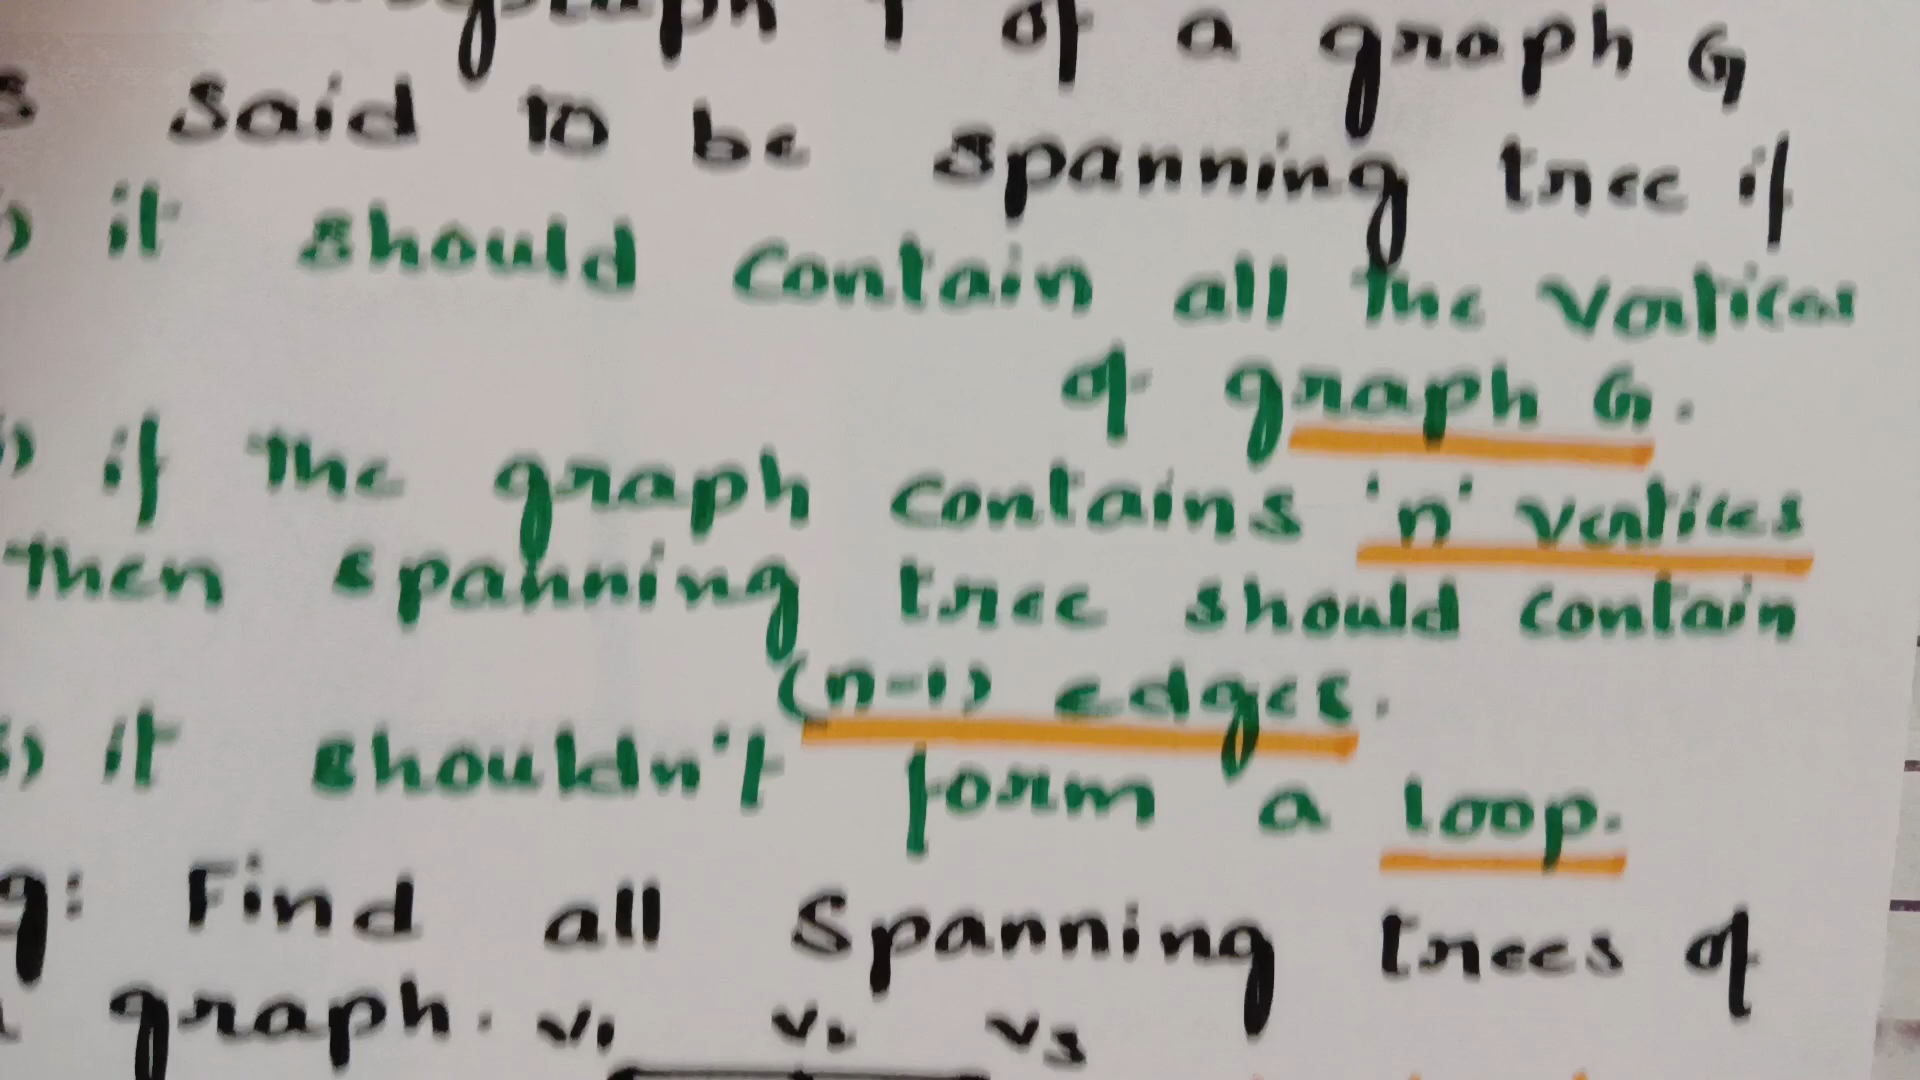 of a graph G
said to be spanning tree if
it should contain all the vertices
of graph G.
if the graph contains 'n' vertices
then spanning tree should contain
(n-1) edges.
it shouldn't form a loop.
g: Find all Spanning trees of
graph. v1 v2 v3